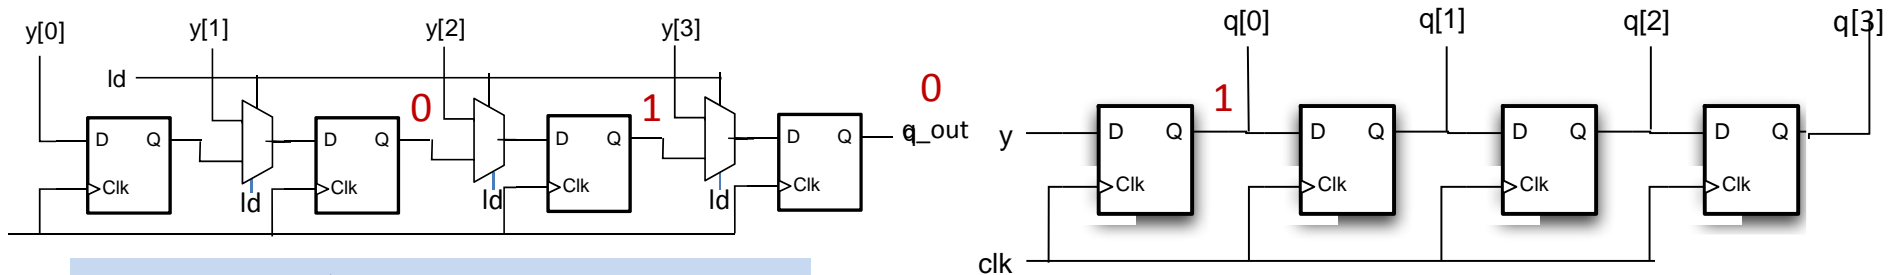 y[0] y[1] y[2] y[3]
ld
0 1 0
D Q D Q D Q D Q q_out
Clk Clk Clk Clk
ld ld ld
q[0] q[1] q[2] q[3]
1
y D Q D Q D Q D Q
Clk Clk Clk Clk
clk